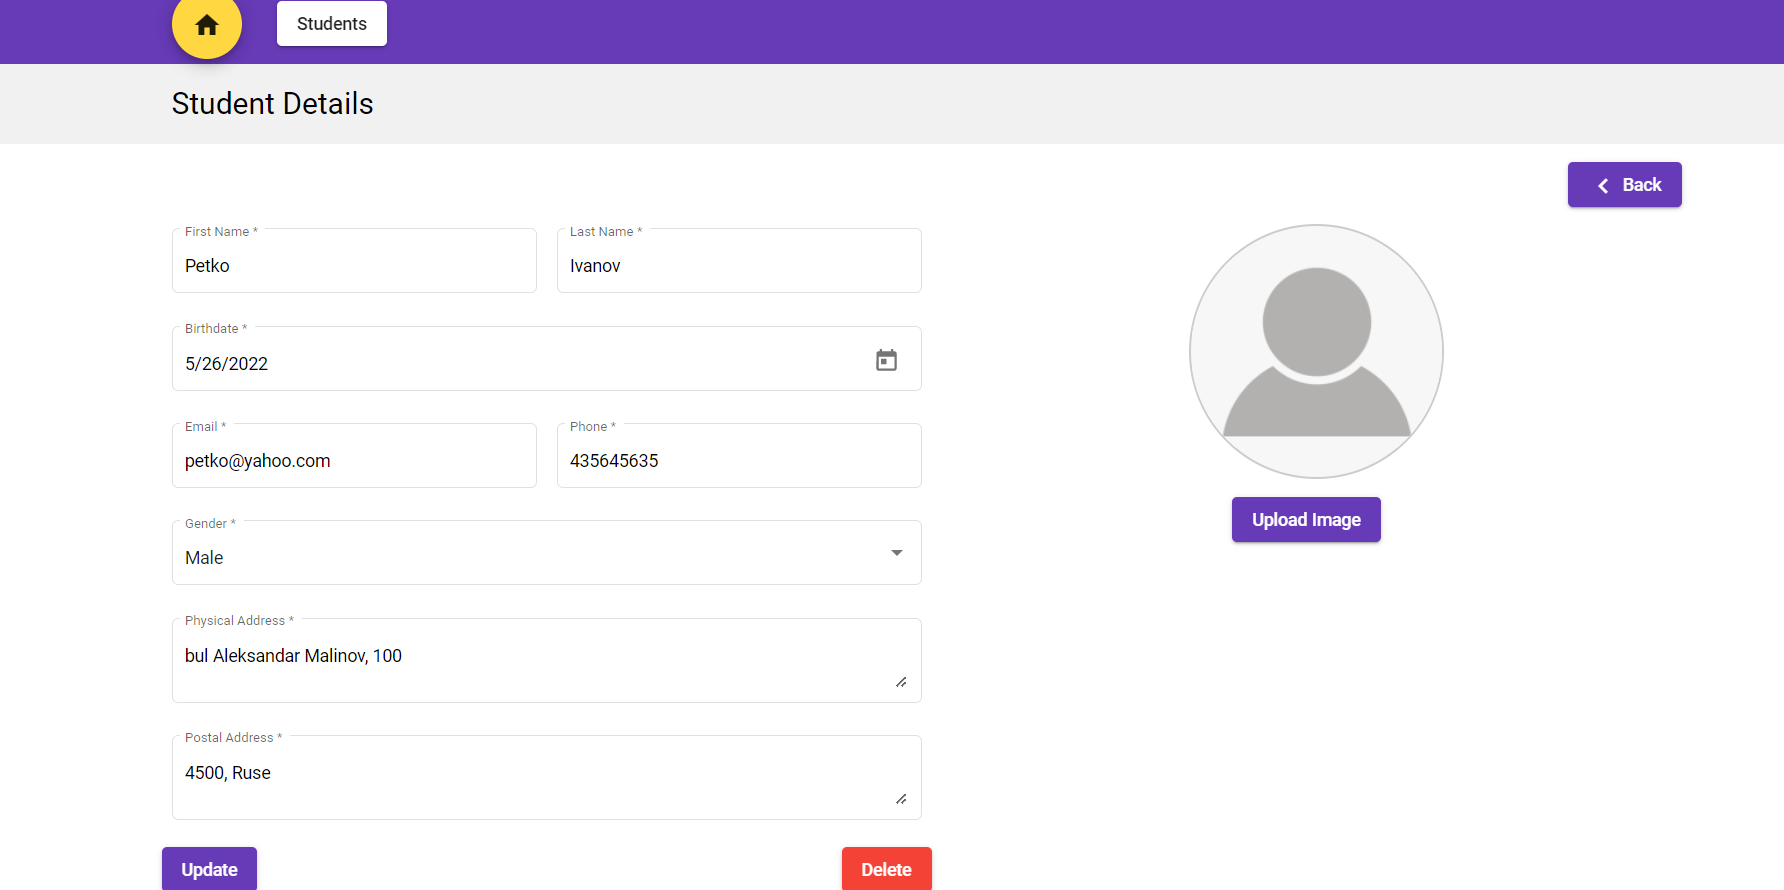 Students
Student Details
Back
First Name *
Petko
Last Name *
Ivanov
Birthdate *
5/26/2022
Email *
petko@yahoo.com
Phone *
435645635
Upload Image
Gender *
Male
Physical Address *
bul Aleksandar Malinov, 100
Postal Address *
4500, Ruse
Update
Delete